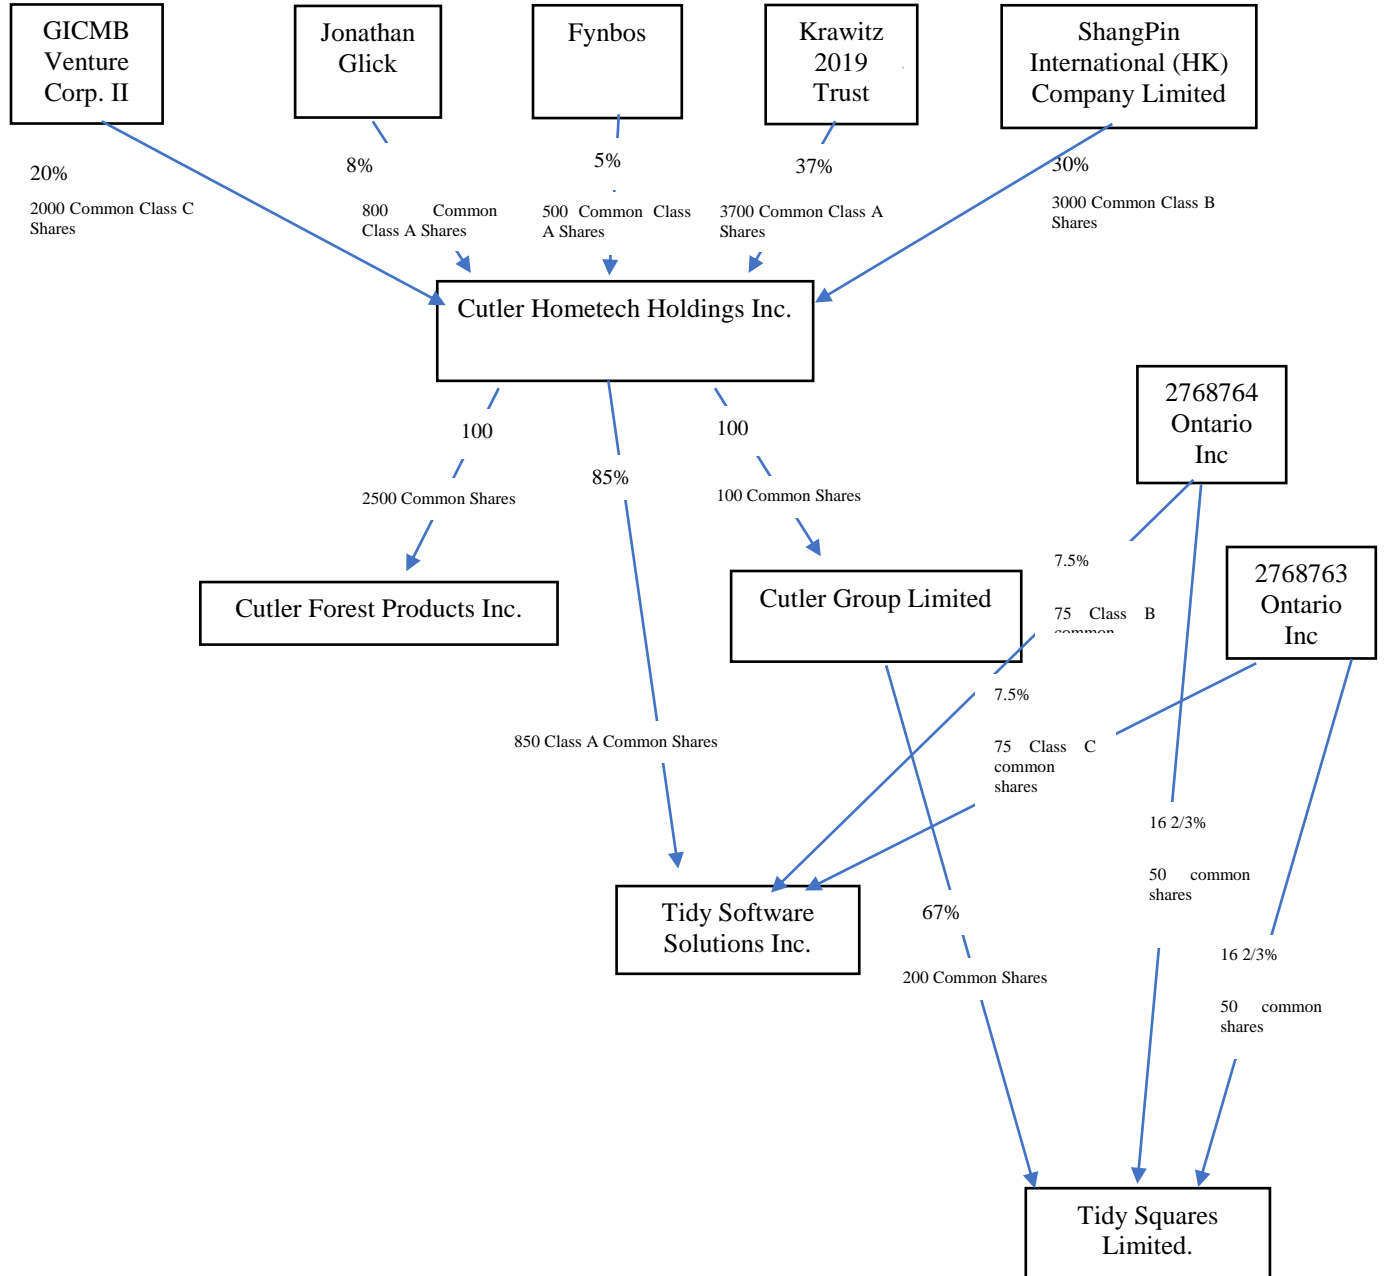 GICMB
Venture
Corp. II
Jonathan
Glick
Fynbos
Krawitz
2019
Trust
ShangPin
International (HK)
Company Limited
20%
2000 Common Class C
Shares
8%
800 Common
Class A Shares
5%
500 Common Class
A Shares
37%
3700 Common Class A
Shares
30%
3000 Common Class B
Shares
Cutler Hometech Holdings Inc.
100
2500 Common Shares
85%
100
100 Common Shares
2768764
Ontario
Inc
Cutler Forest Products Inc.
Cutler Group Limited
7.5%
75 Class B
common
2768763
Ontario
Inc
850 Class A Common Shares
7.5%
75 Class C
common
shares
16 2/3%
50 common
shares
Tidy Software
Solutions Inc.
67%
200 Common Shares
16 2/3%
50 common
shares
Tidy Squares
Limited.